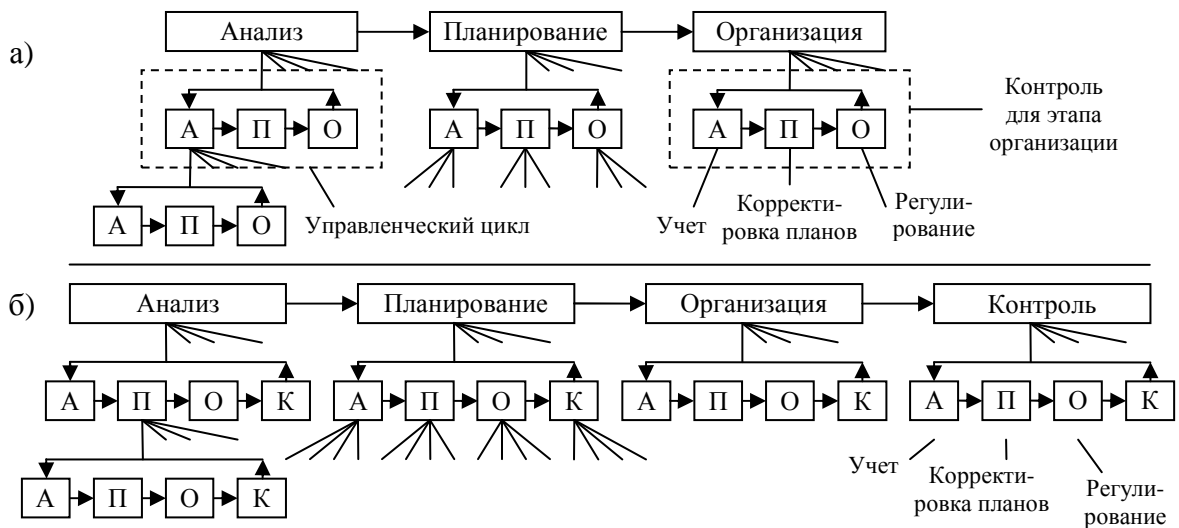 а)
Анализ
Планирование
Организация
А
П
О
А
П
О
А
П
О
Контроль
для этапа
организации
А
П
О
Управленческий цикл
Учет
Корректи-
ровка планов
Регули-
рование
б)
Анализ
Планирование
Организация
Контроль
А
П
О
К
А
П
О
К
А
П
О
К
А
П
О
К
А
П
О
К
Учет
Корректи-
ровка планов
Регули-
рование